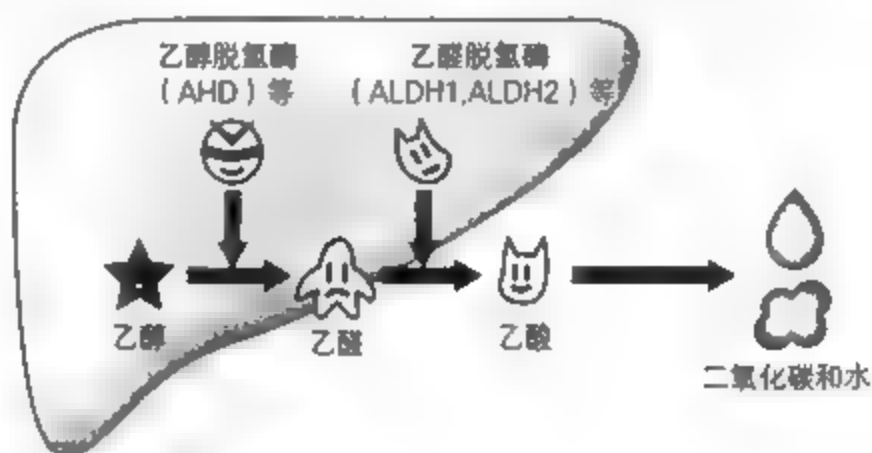 乙醇脱氢酶
(AHD)等
乙醛脱氢酶
(ALDH1,ALDH2)等
乙醇
乙醛
乙酸
二氧化碳和水